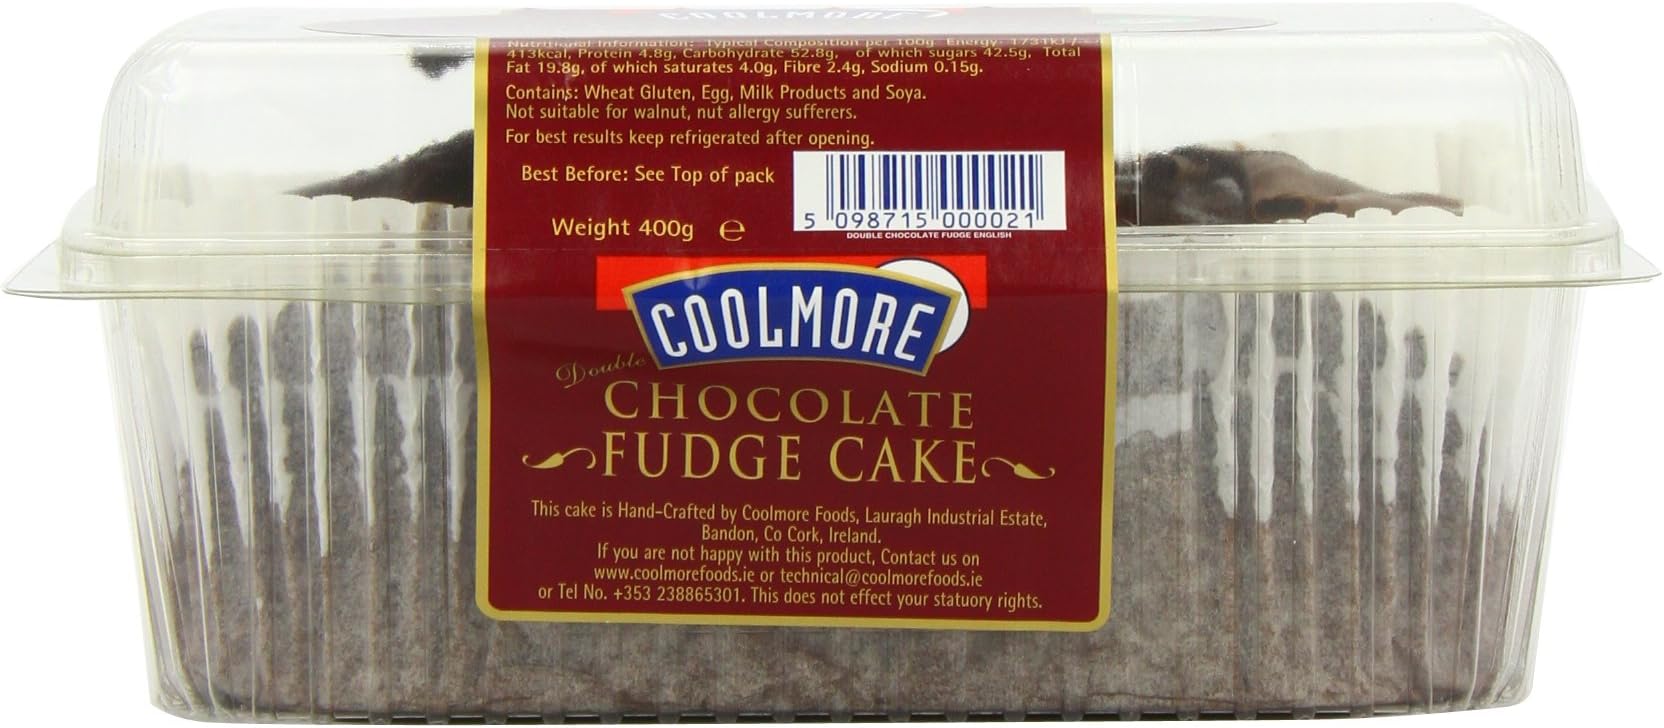 COOLMORE
Nutritional Information: Typical Composition per 100g Energy 1731kJ /
413kcal, Protein 4.8g, Carbohydrate 52.8g, of which sugars 42.5g, Total
Fat 19.8g, of which saturates 4.0g, Fibre 2.4g, Sodium 0.15g.
Contains: Wheat Gluten, Egg, Milk Products and Soya.
Not suitable for walnut, nut allergy sufferers.
For best results keep refrigerated after opening.
Best Before: See Top of pack
Weight 400g e
5 098715 000021
DOUBLE CHOCOLATE FUDGE ENGLISH
COOLMORE
Double
CHOCOLATE
FUDGE CAKE
This cake is Hand-Crafted by Coolmore Foods, Lauragh Industrial Estate,
Bandon, Co Cork, Ireland.
If you are not happy with this product, Contact us on
www.coolmorefoods.ie or technical@coolmorefoods.ie
or Tel No. +353 238865301. This does not effect your statuory rights.